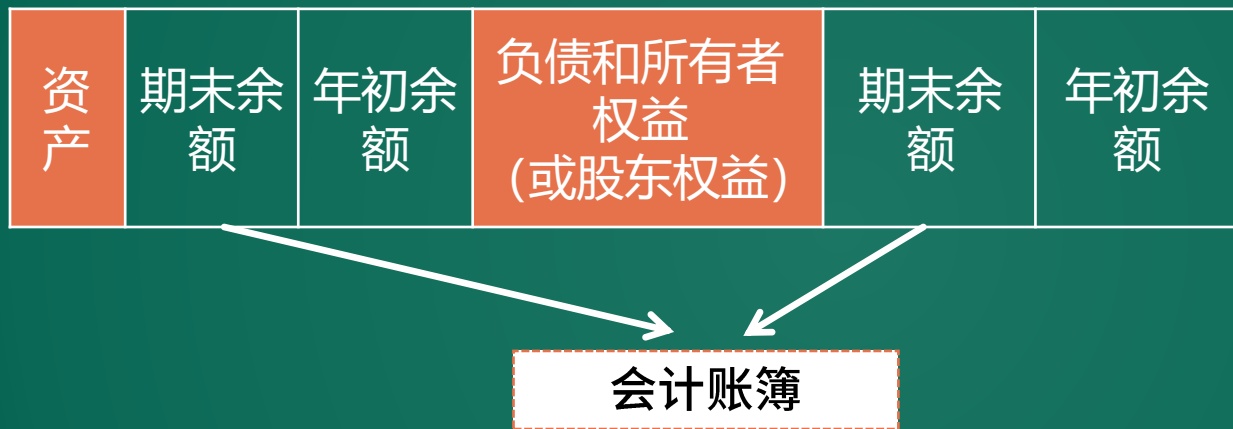 资
产
期末余
额
年初余
额
负债和所有者
权益
（或股东权益）
期末余
额
年初余
额
会计账簿